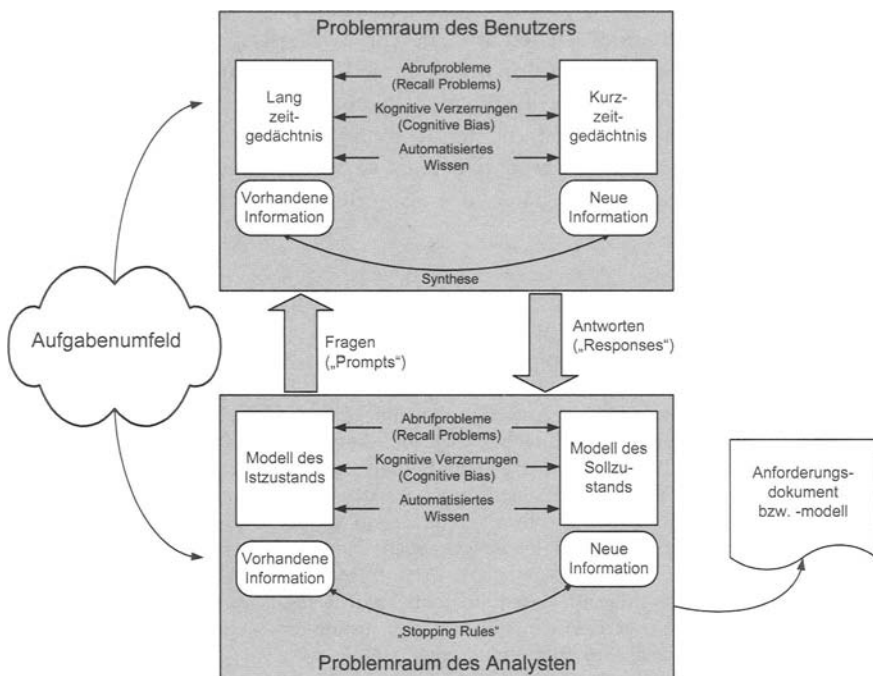 Problemraum des Benutzers
Lang
zeit-
gedächtnis
Abrufprobleme
(Recall Problems)
Kognitive Verzerrungen
(Cognitive Bias)
Automatisiertes
Wissen
Kurz-
zeit-
gedächtnis
Vorhandene
Information
Neue
Information
Synthese
Aufgabenumfeld
Fragen
(„Prompts“)
Antworten
(„Responses“)
Modell des
Istzustands
Abrufprobleme
(Recall Problems)
Kognitive Verzerrungen
(Cognitive Bias)
Automatisiertes
Wissen
Modell des
Sollzu-
stands
Vorhandene
Information
Neue
Information
„Stopping Rules“
Problemraum des Analysten
Anforderungs-
dokument
bzw. -modell